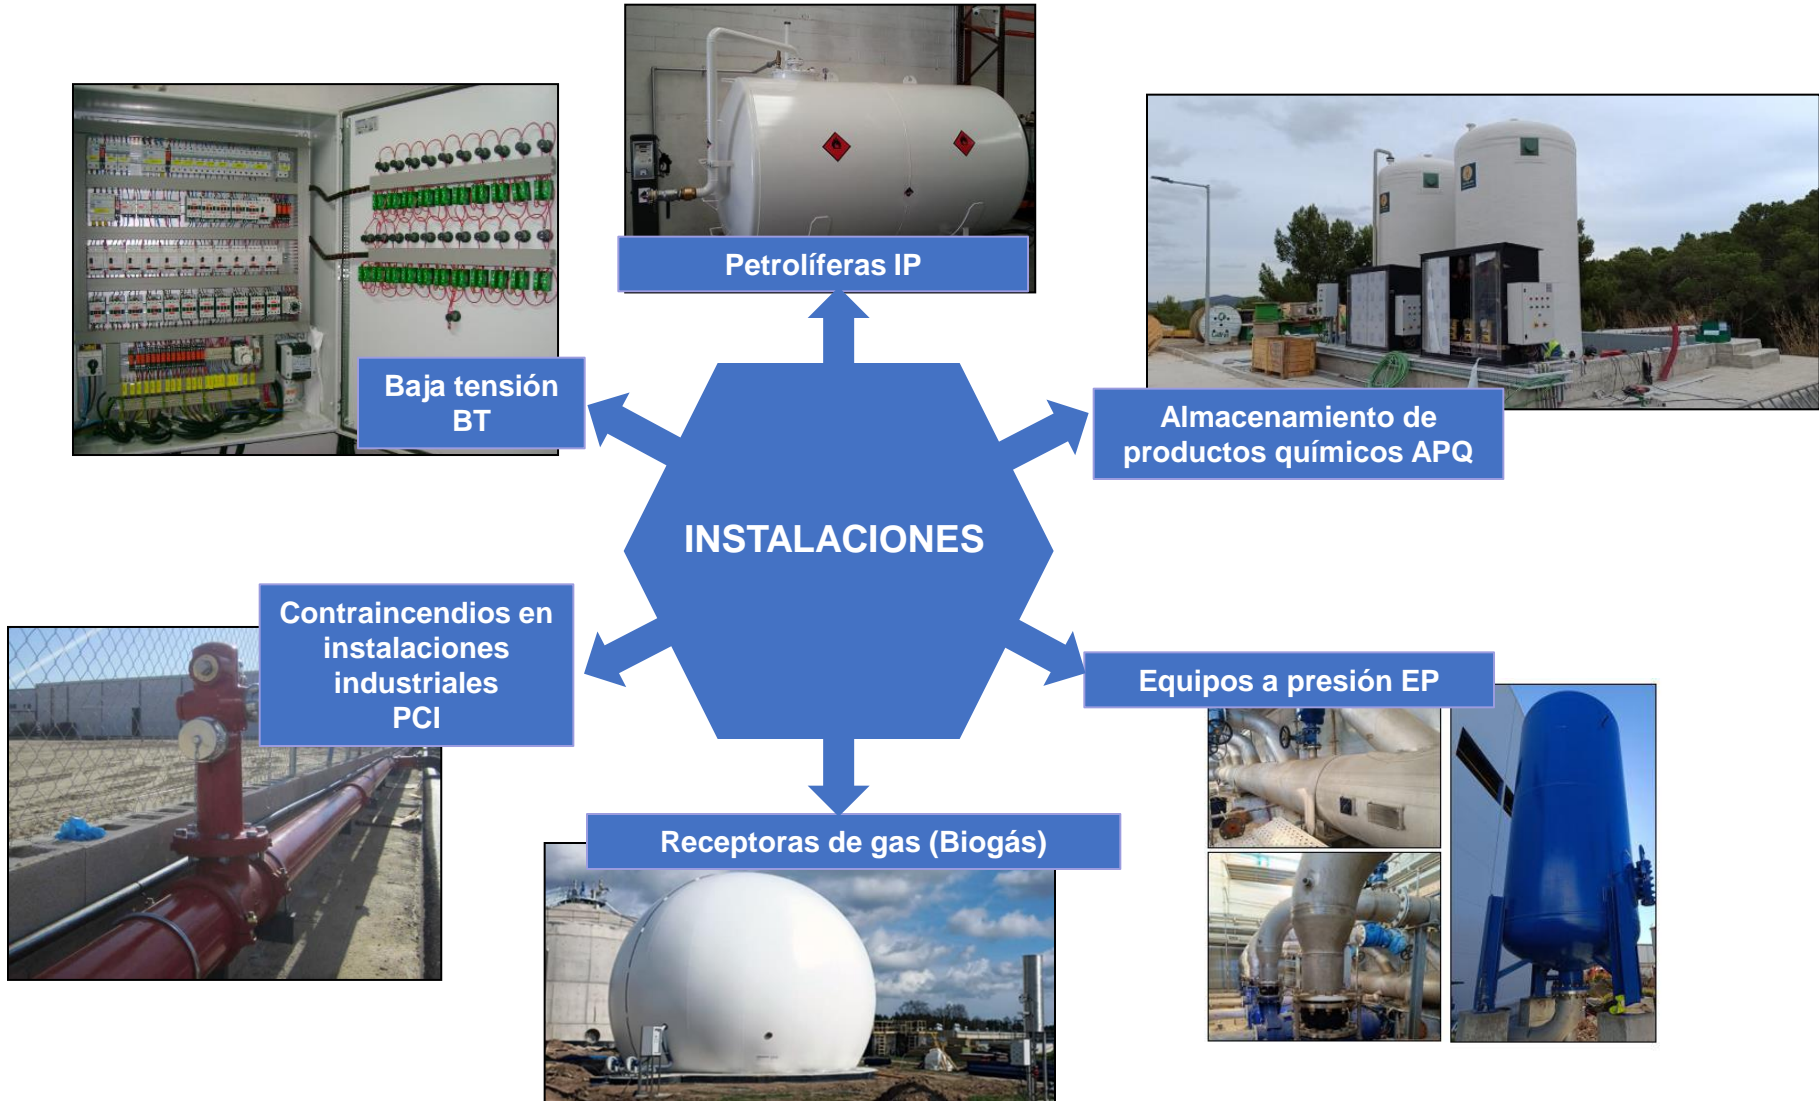 Petrolíferas IP
Baja tensión
BT
Almacenamiento de
productos químicos APQ
INSTALACIONES
Contraincendios en
instalaciones
industriales
PCI
Equipos a presión EP
Receptoras de gas (Biogás)